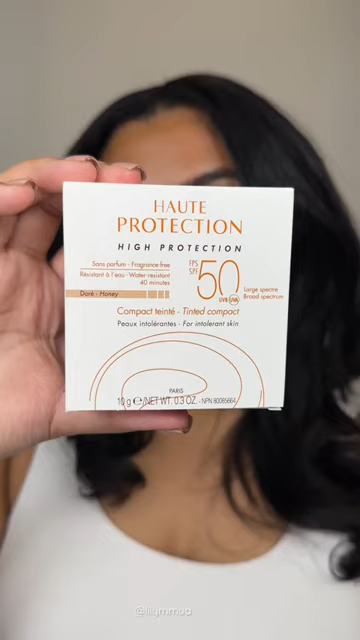 HAUTE
PROTECTION
HIGH PROTECTION
Sans parfum - Fragrance free
Résistant à l'eau - Water resistant
40 minutes
Doré - Honey
FPS
SPF
50
UVB UVA
Large spectre
Broad spectrum
Compact teinté - Tinted compact
Peaux intolérantes - For intolerant skin
PARIS
10 g ℮ / NET WT. 0.3 OZ. - NPN 80065664
@lilymmua